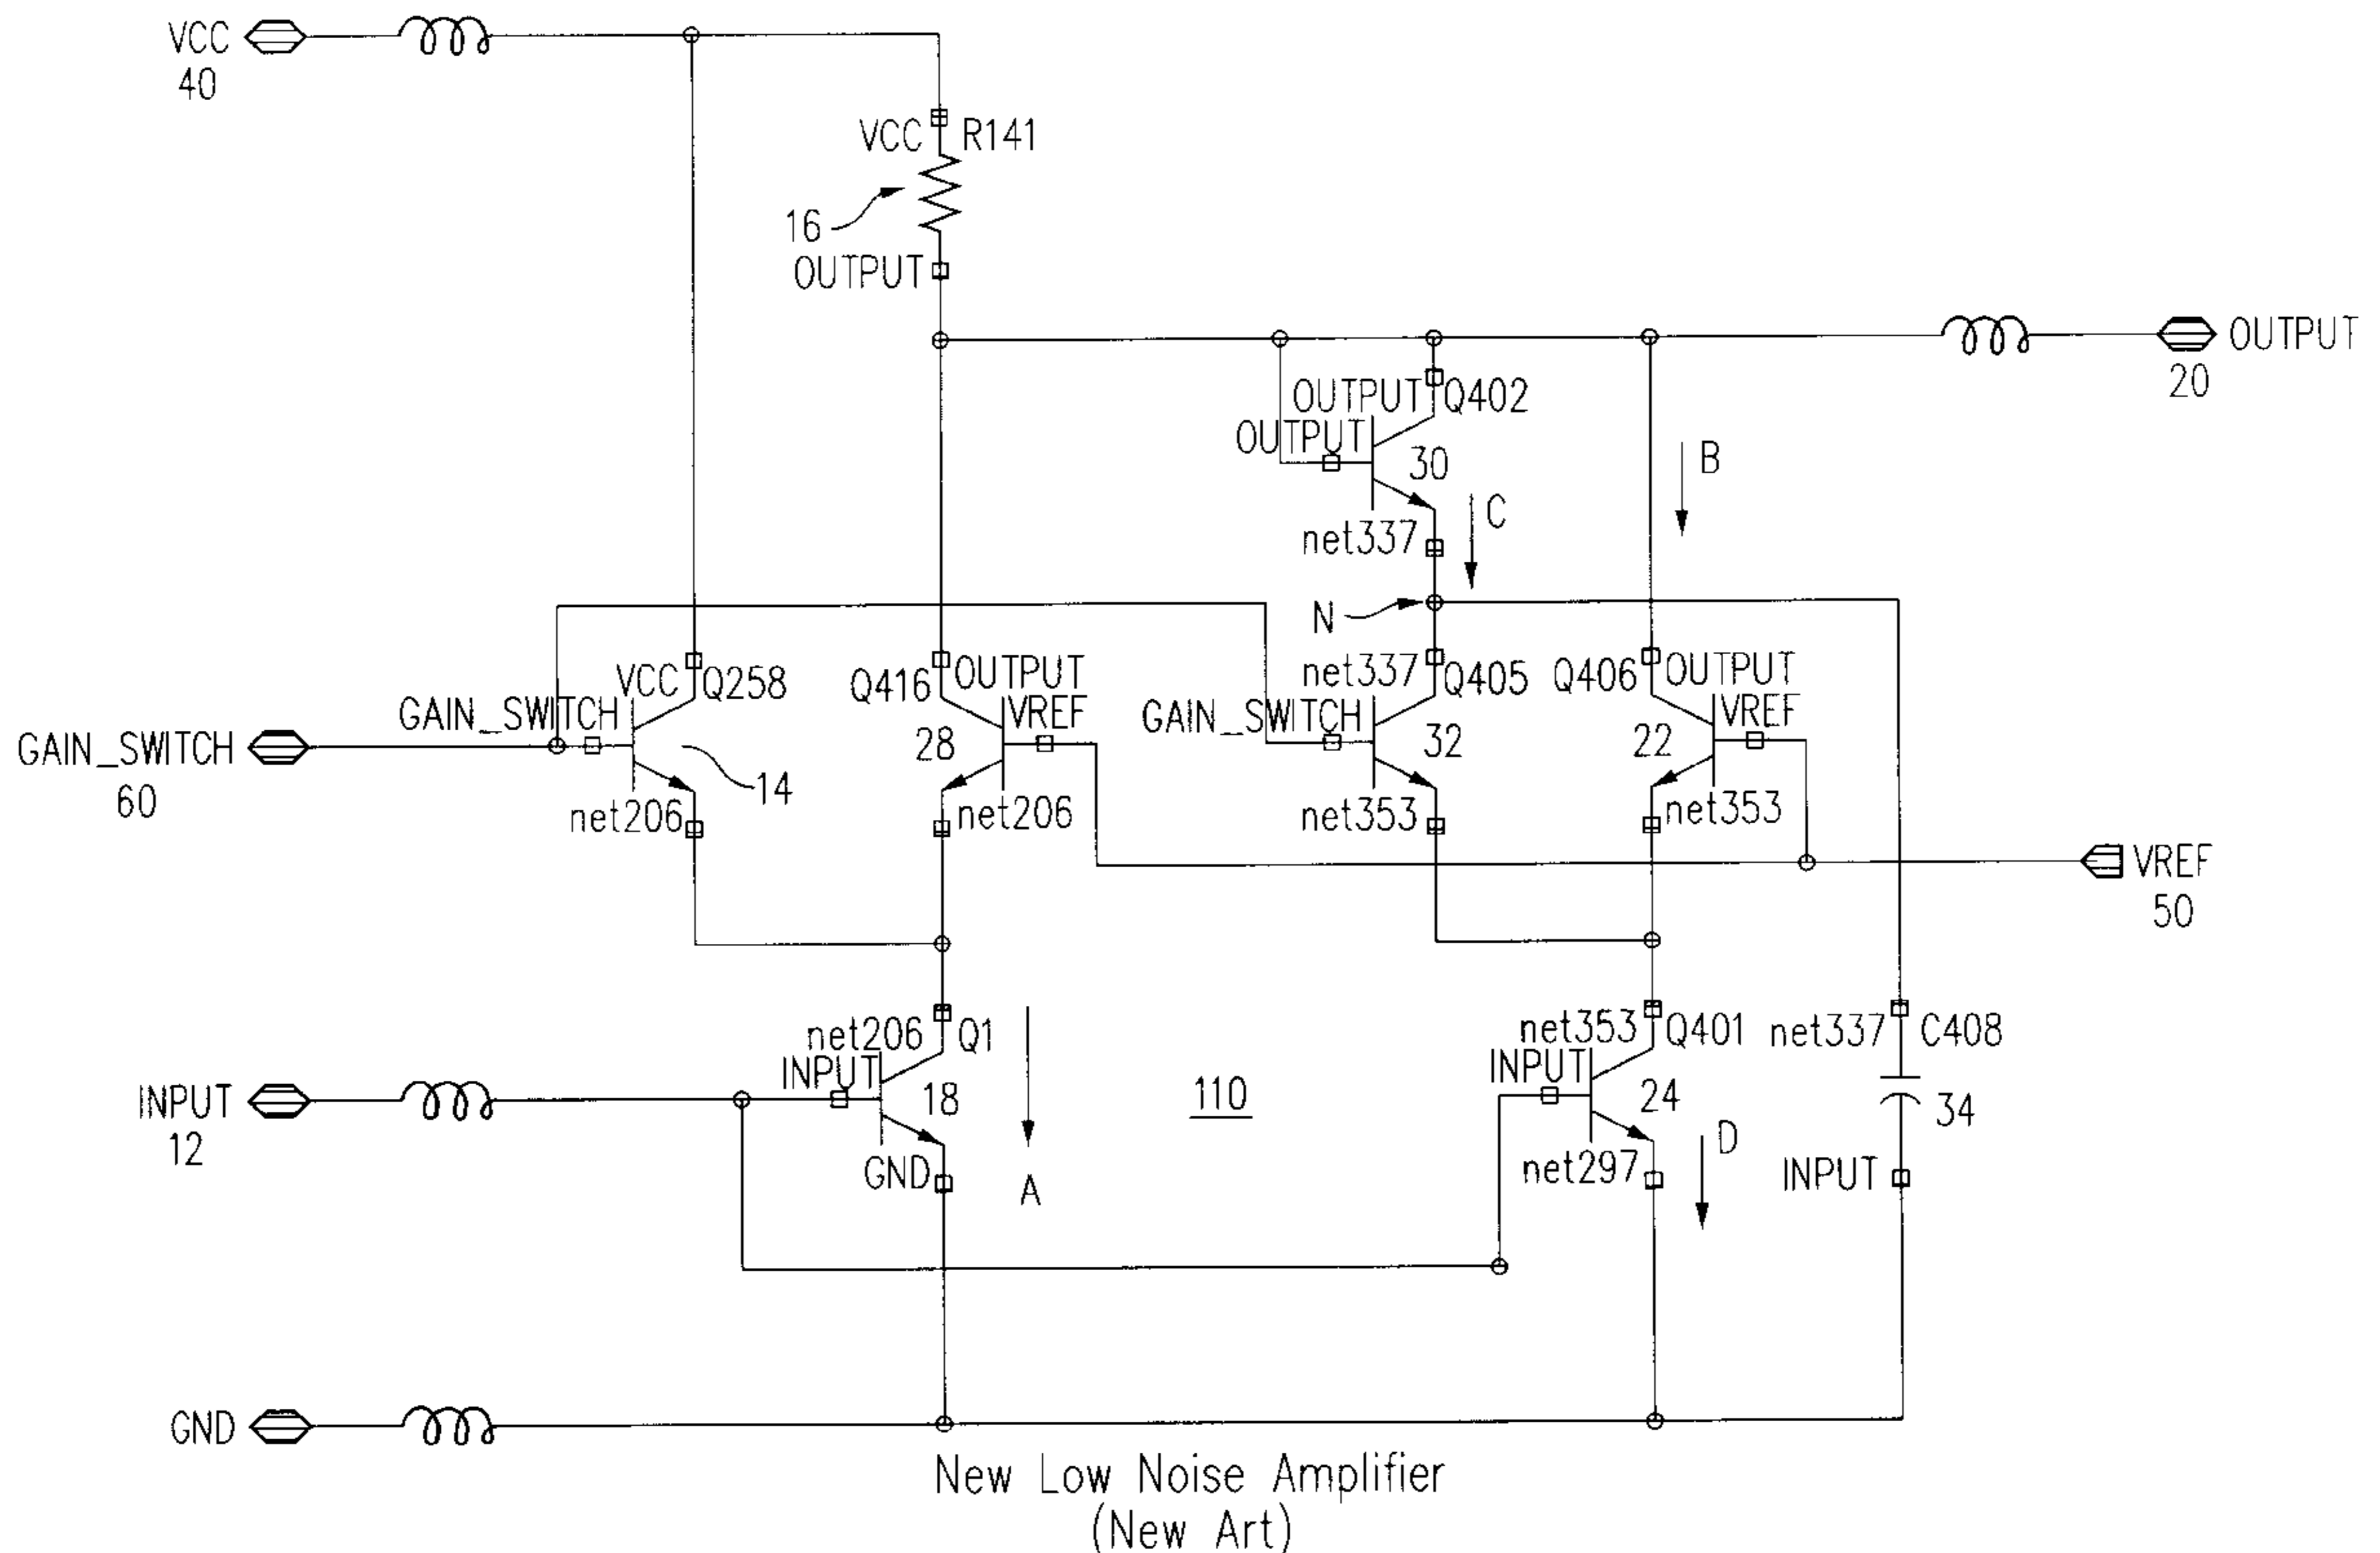 VCC
40
VCC R141
16
OUTPUT
OUTPUT
20
OUTPUT Q402
OUTPUT
30
B
C
net337
N
net337
VCC Q258
Q416 OUTPUT
Q405
Q406 OUTPUT
GAIN_SWITCH
VREF
GAIN_SWITCH
VREF
GAIN_SWITCH
60
14
28
32
22
net206
net206
net353
net353
VREF
50
net206 Q1
net353 Q401
net337 C408
INPUT
INPUT
INPUT
12
18
110
24
34
GND
A
net297
D
INPUT
GND
New Low Noise Amplifier
(New Art)